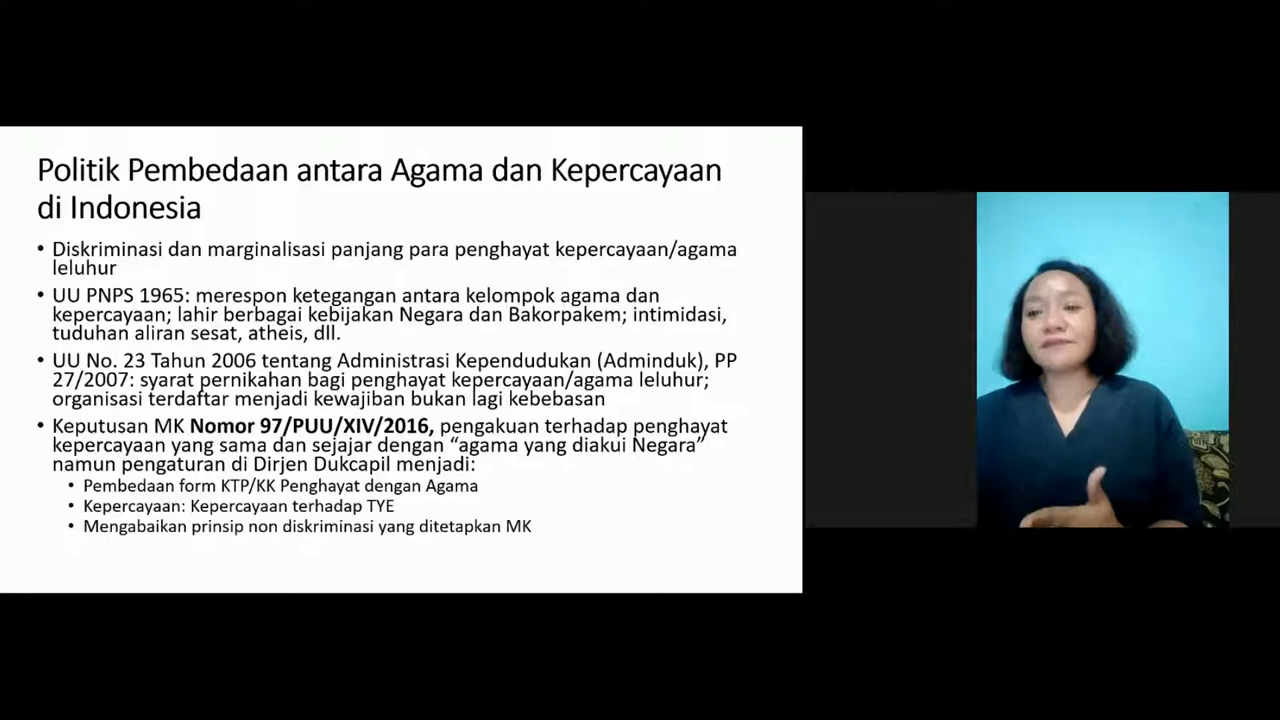 Politik Pembedaan antara Agama dan Kepercayaan
di Indonesia
• Diskriminasi dan marginalisasi panjang para penghayat kepercayaan/agama
leluhur
• UU PNPS 1965: merespon ketegangan antara kelompok agama dan
kepercayaan; lahir berbagai kebijakan Negara dan Bakorpakem; intimidasi,
tuduhan aliran sesat, atheis, dll.
• UU No. 23 Tahun 2006 tentang Administrasi Kependudukan (Adminduk), PP
27/2007: syarat pernikahan bagi penghayat kepercayaan/agama leluhur;
organisasi terdaftar menjadi kewajiban bukan lagi kebebasan
• Keputusan MK Nomor 97/PUU/XIV/2016, pengakuan terhadap penghayat
kepercayaan yang sama dan sejajar dengan “agama yang diakui Negara”
namun pengaturan di Dirjen Dukcapil menjadi:
• Pembedaan form KTP/KK Penghayat dengan Agama
• Kepercayaan: Kepercayaan terhadap TYE
• Mengabaikan prinsip non diskriminasi yang ditetapkan MK